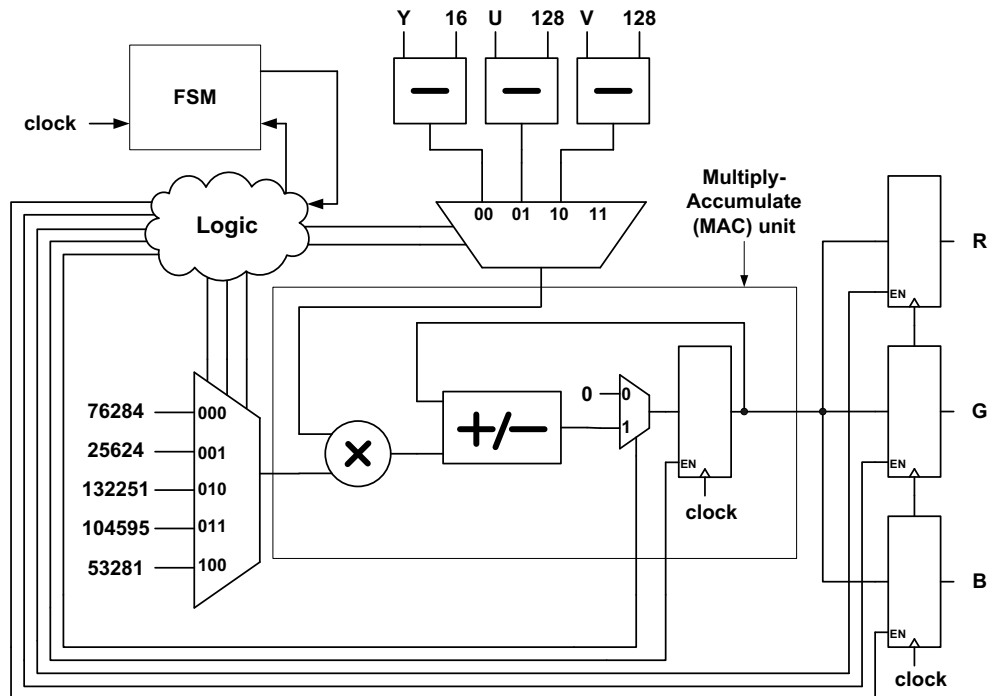 Y 16 U 128 V 128
FSM
clock
Logic
00 01 10 11
Multiply-
Accumulate
(MAC) unit
R
EN
0 0
1
+/−
EN
clock
G
EN
76284 000
25624 001
132251 010
104595 011
53281 100
×
B
EN
clock